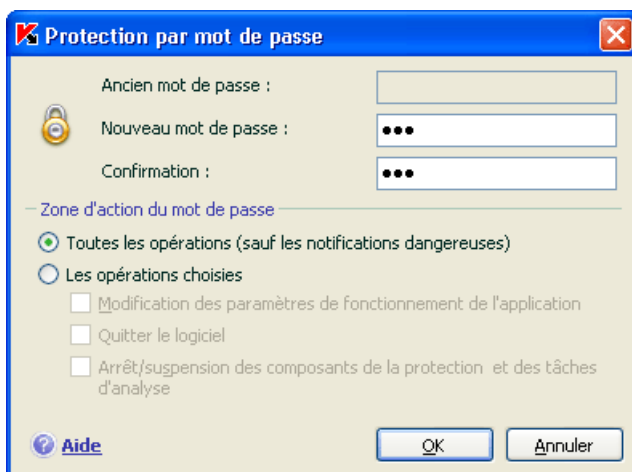 Protection par mot de passe
Ancien mot de passe :
Nouveau mot de passe : •••
Confirmation : •••
Zone d'action du mot de passe
Toutes les opérations (sauf les notifications dangereuses)
Les opérations choisies
Modification des paramètres de fonctionnement de l'application
Quitter le logiciel
Arrêt/suspension des composants de la protection et des tâches
d'analyse
Aide OK Annuler